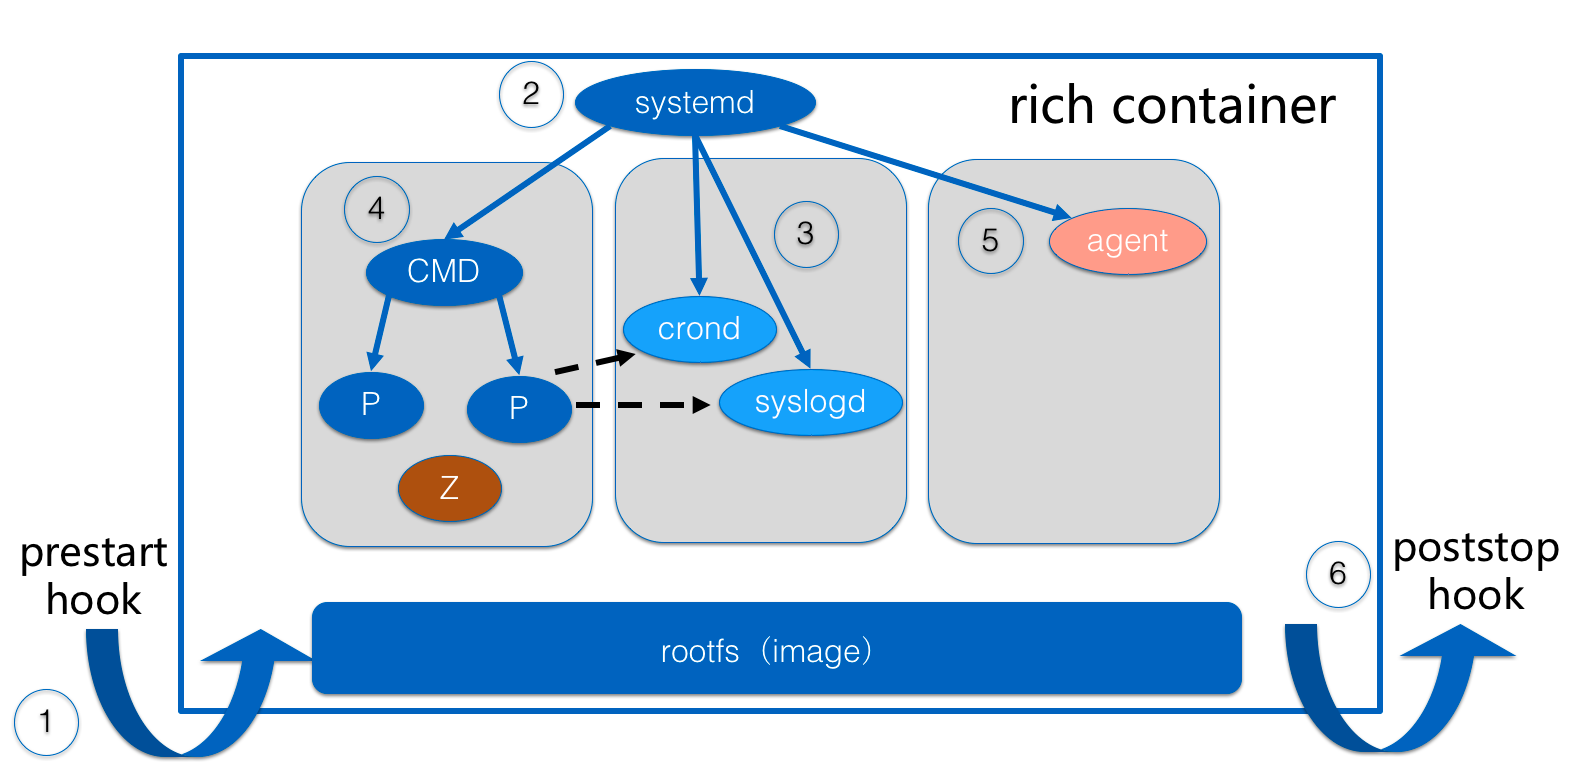 2
systemd
rich container
4
3
5
agent
CMD
crond
P
P
syslogd
Z
prestart
hook
6
poststop
hook
rootfs（image）
1